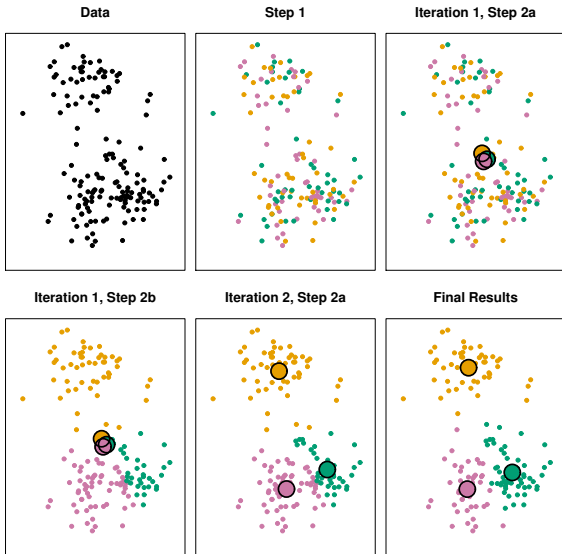 Data
Step 1
Iteration 1, Step 2a
Iteration 1, Step 2b
Iteration 2, Step 2a
Final Results